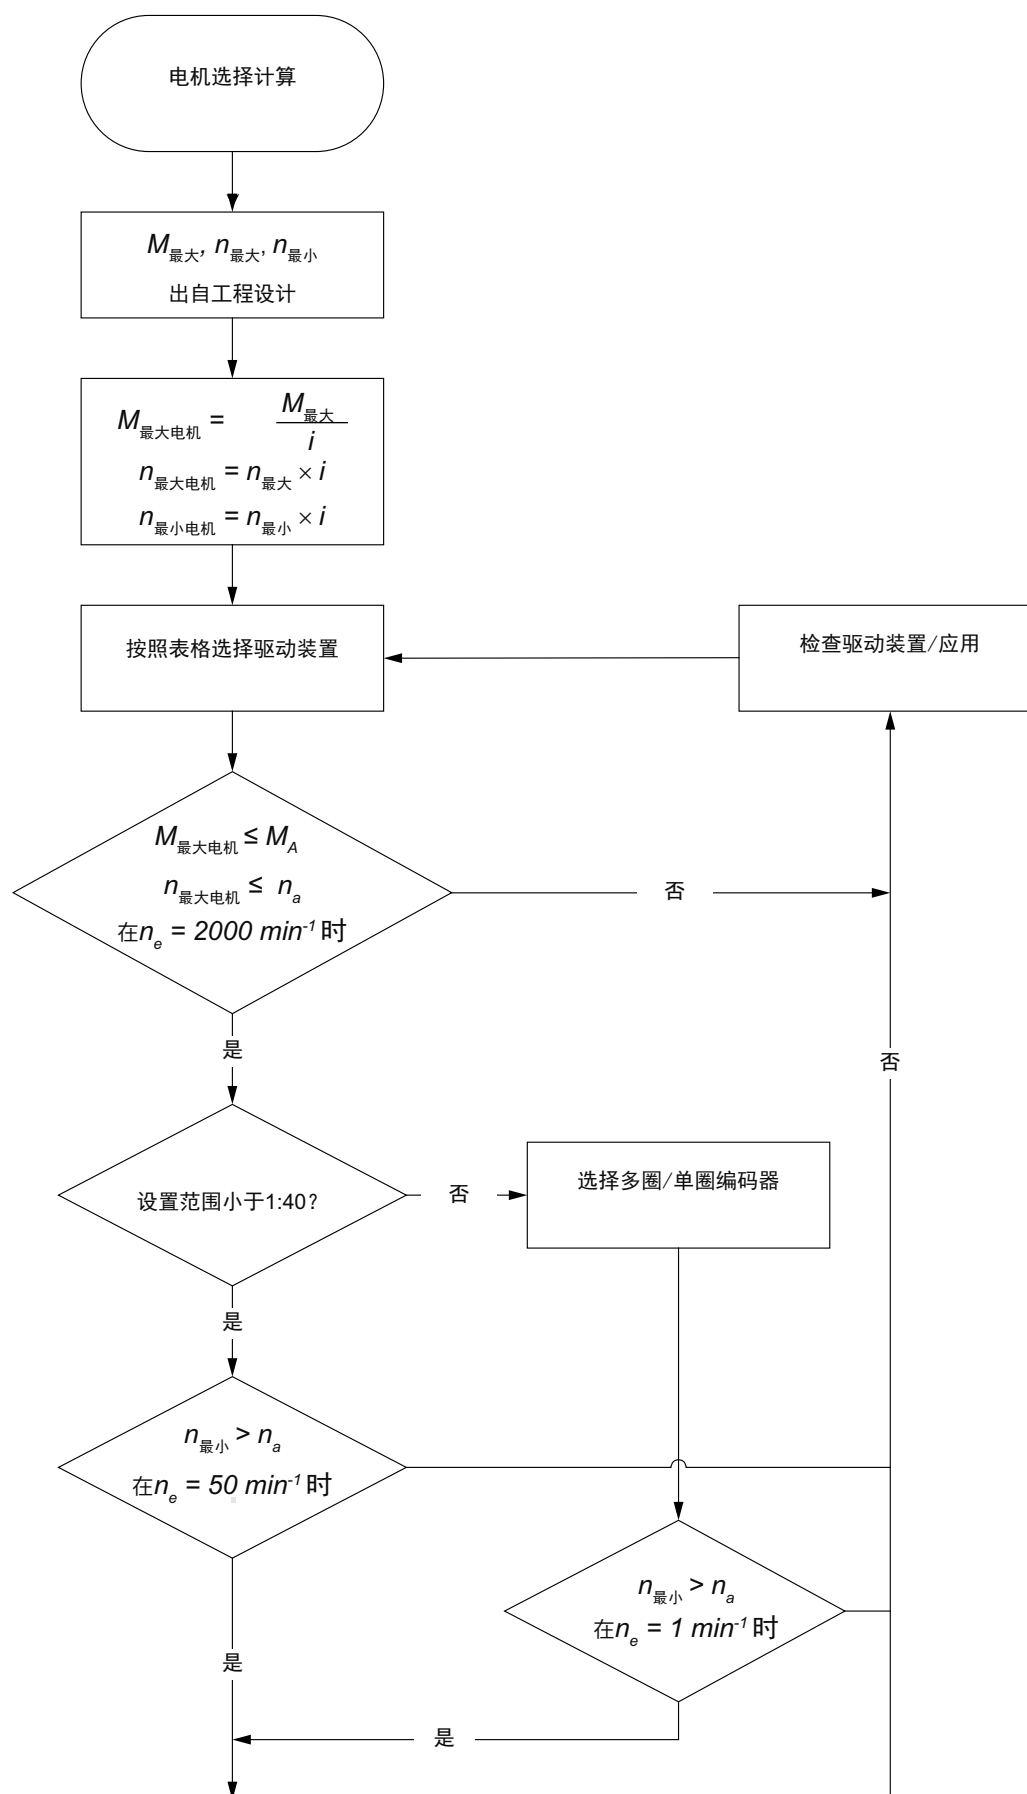 电机选择计算
M最大, n最大, n最小
出自工程设计
M最大电机 = M最大
i
n最大电机 = n最大 × i
n最小电机 = n最小 × i
按照表格选择驱动装置
检查驱动装置/应用
M最大电机 ≤ MA
n最大电机 ≤ na
在ne = 2000 min-1 时
否
是
否
设置范围小于1:40?
否
选择多圈/单圈编码器
是
n最小 > na
在ne = 50 min-1 时
n最小 > na
在ne = 1 min-1 时
是
是